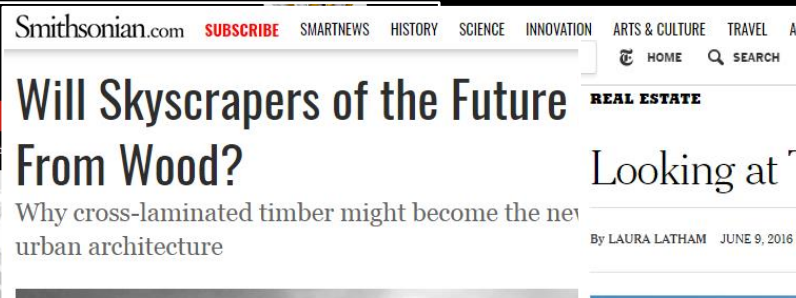 Smithsonian.com SUBSCRIBE SMARTNEWS HISTORY SCIENCE INNOVATION ARTS & CULTURE TRAVEL
HOME SEARCH
Will Skyscrapers of the Future
From Wood?
Why cross-laminated timber might become the
urban architecture
REAL ESTATE
Looking at
By LAURA LATHAM JUNE 9, 2016